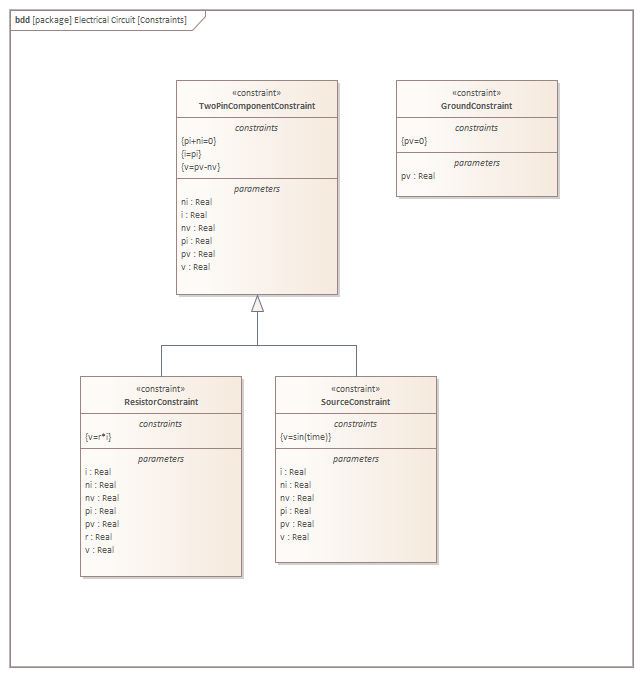 bdd [package] Electrical Circuit [Constraints]
«constraint»
TwoPinComponentConstraint
constraints
{pi+ni=0}
{i=pi}
{v=pv-nv}
parameters
ni : Real
i : Real
nv : Real
pi : Real
pv : Real
v : Real
«constraint»
GroundConstraint
constraints
{pv=0}
parameters
pv : Real
«constraint»
ResistorConstraint
constraints
{v=r*i}
parameters
i : Real
ni : Real
nv : Real
pi : Real
pv : Real
r : Real
v : Real
«constraint»
SourceConstraint
constraints
{v=sin(time)}
parameters
i : Real
ni : Real
nv : Real
pi : Real
pv : Real
v : Real